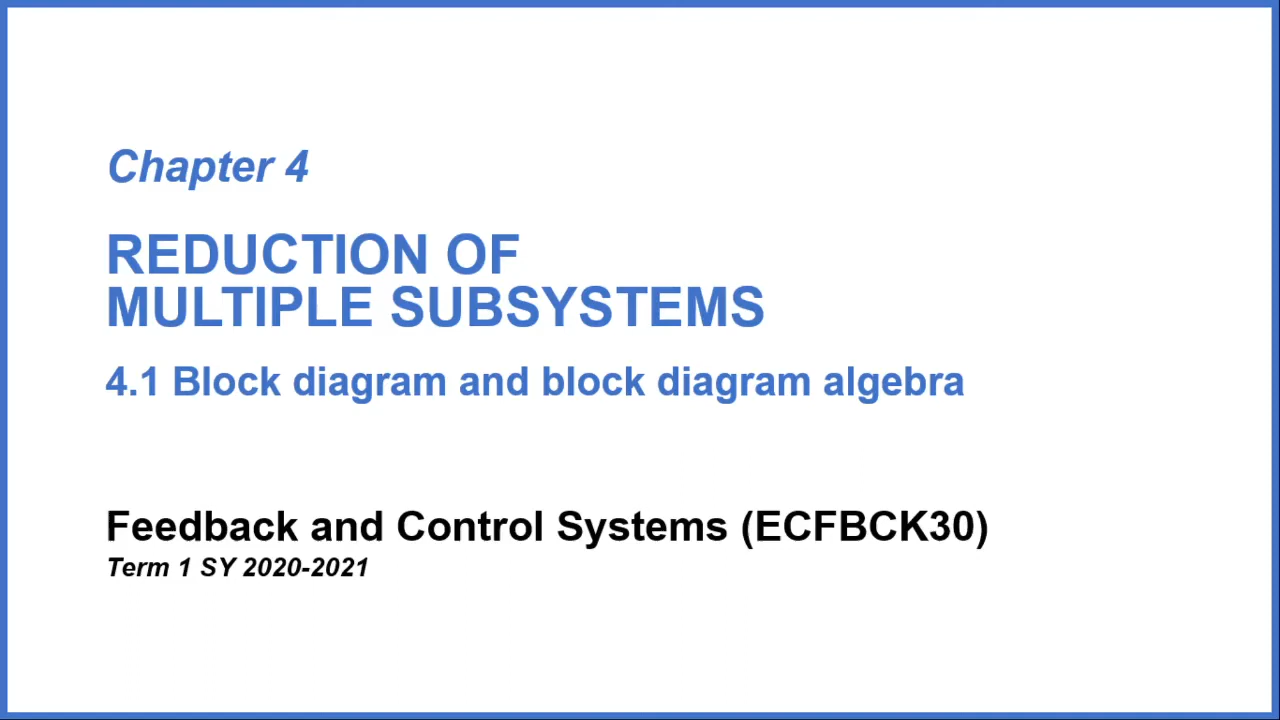 Chapter 4
REDUCTION OF
MULTIPLE SUBSYSTEMS
4.1 Block diagram and block diagram algebra
Feedback and Control Systems (ECFBCK30)
Term 1 SY 2020-2021